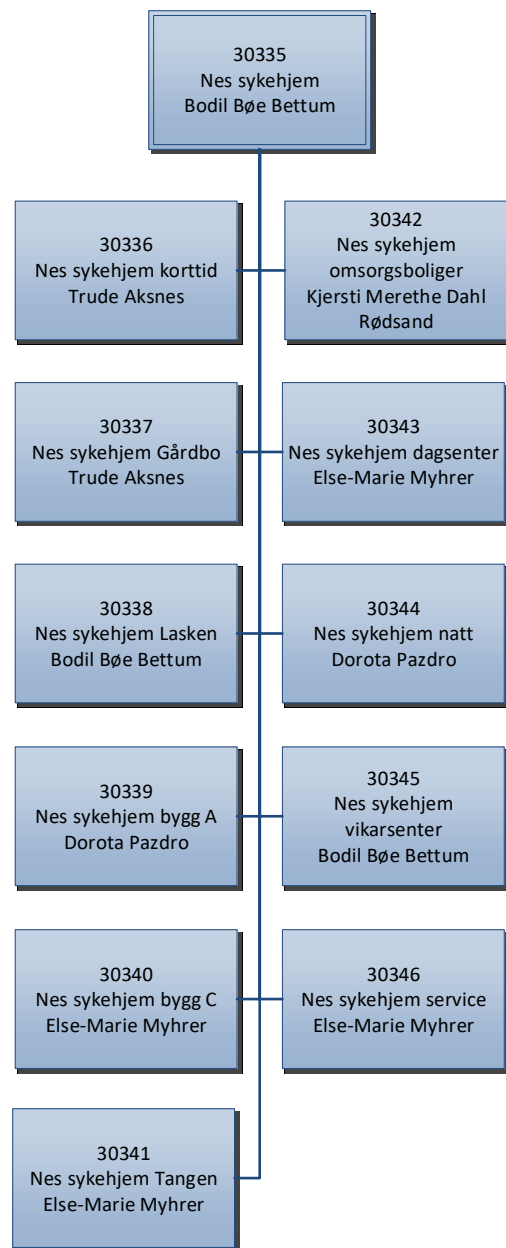 30335
Nes sykehjem
Bodil Bøe Bettum
30336
Nes sykehjem korttid
Trude Aksnes
30342
Nes sykehjem
omsorgsboliger
Kjersti Merethe Dahl
Rødsand
30337
Nes sykehjem Gårdbo
Trude Aksnes
30343
Nes sykehjem dagsenter
Else-Marie Myhrer
30338
Nes sykehjem Lasken
Bodil Bøe Bettum
30344
Nes sykehjem natt
Dorota Pazdro
30339
Nes sykehjem bygg A
Dorota Pazdro
30345
Nes sykehjem
vikarsenter
Bodil Bøe Bettum
30340
Nes sykehjem bygg C
Else-Marie Myhrer
30346
Nes sykehjem service
Else-Marie Myhrer
30341
Nes sykehjem Tangen
Else-Marie Myhrer